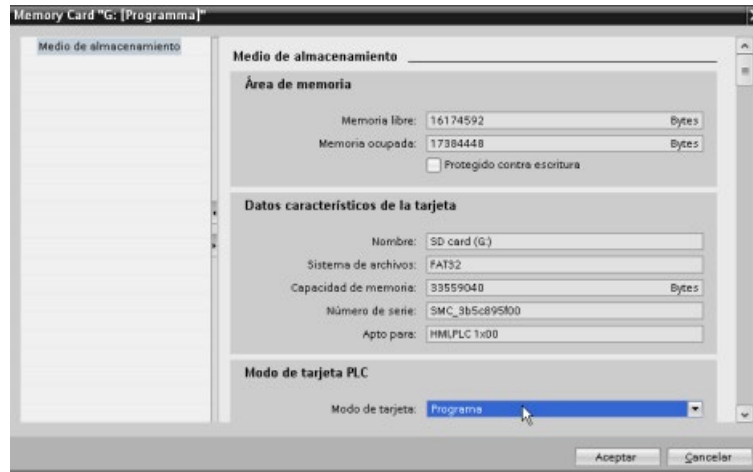 Memory Card "G: [Programma]"
Medio de almacenamiento
Medio de almacenamiento
Área de memoria
Memoria libre: 16174592 Bytes
Memoria ocupada: 17384448 Bytes
Protegido contra escritura
Datos característicos de la tarjeta
Nombre: SD card (G:)
Sistema de archivos: FAT32
Capacidad de memoria: 33559040 Bytes
Número de serie: SMC_3b5c895f00
Apto para: HMI,PLC 1x00
Modo de tarjeta PLC
Modo de tarjeta: Programa
Aceptar Cancelar